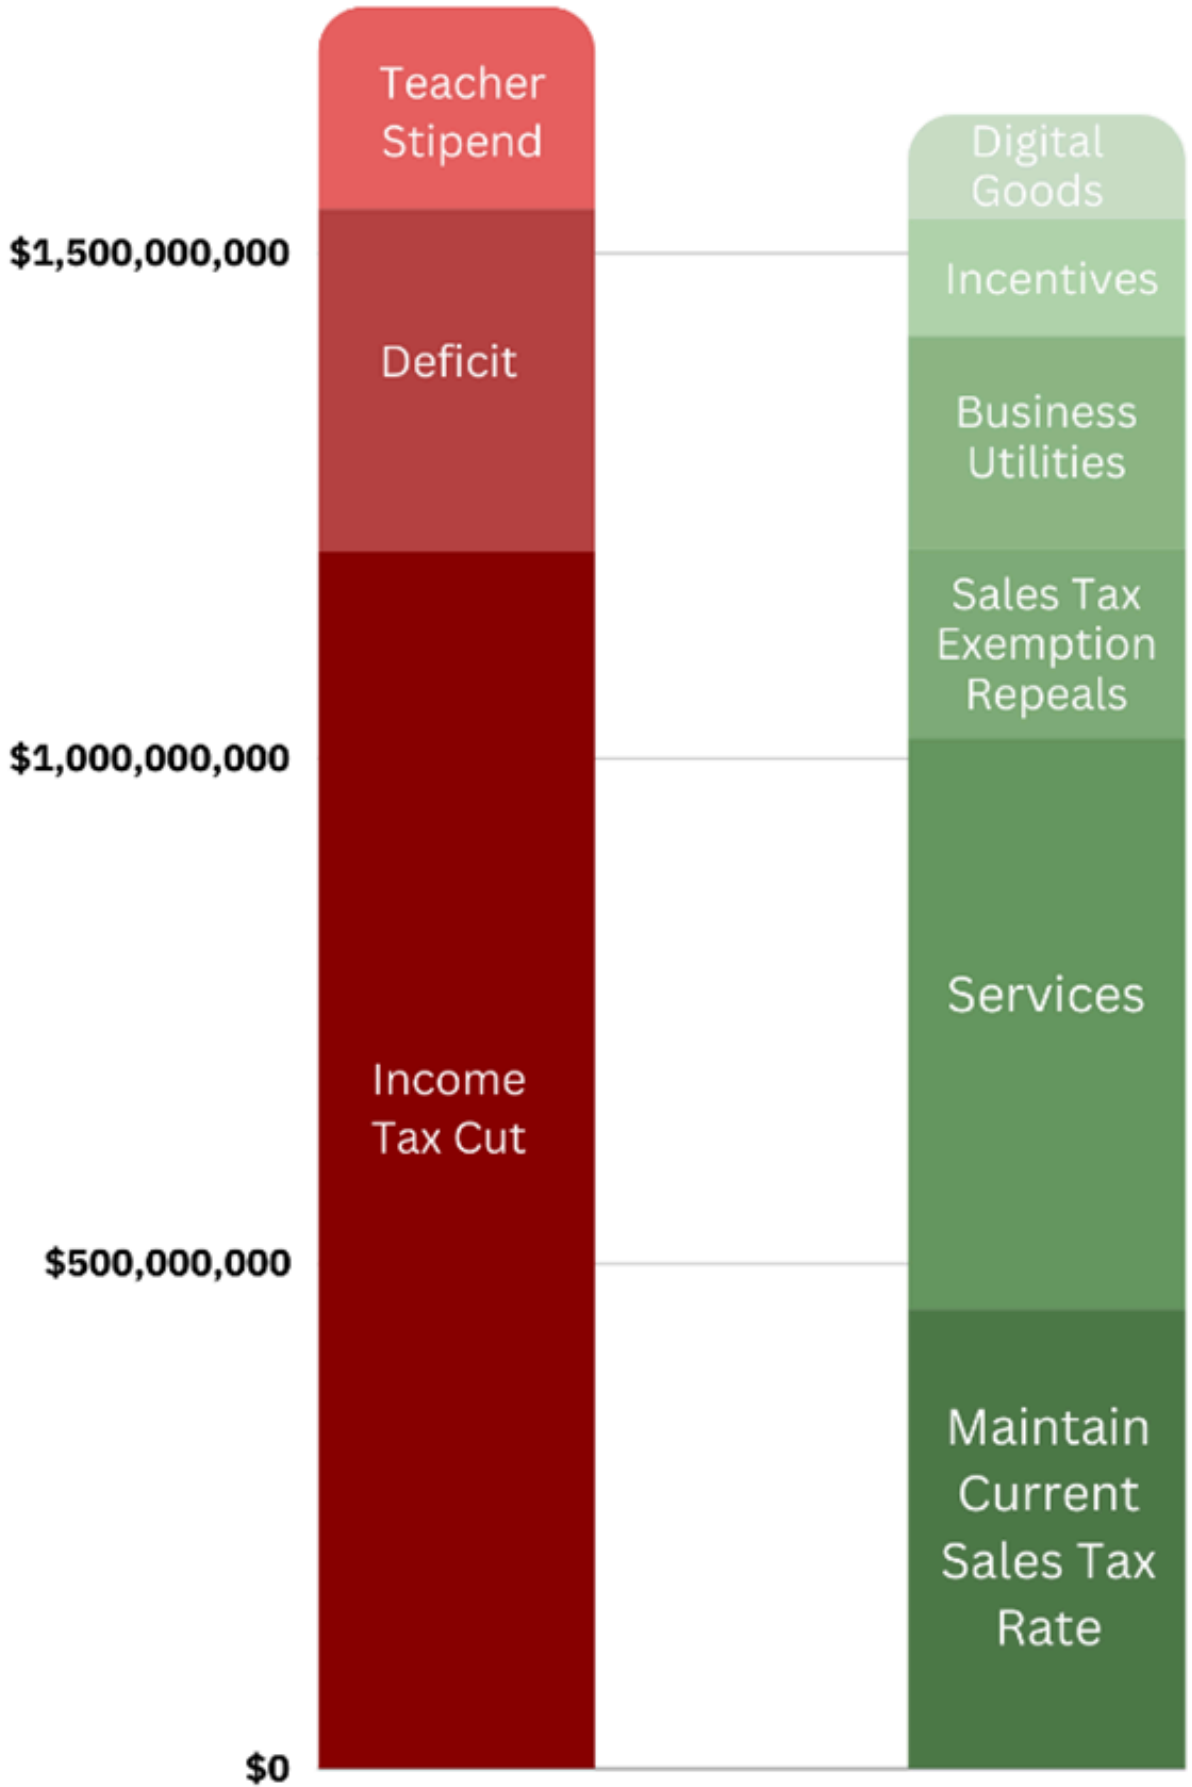 Teacher
Stipend
Digital
Goods
$1,500,000,000
Incentives
Deficit
Business
Utilities
Sales Tax
Exemption
Repeals
$1,000,000,000
Services
Income
Tax Cut
$500,000,000
Maintain
Current
Sales Tax
Rate
$0